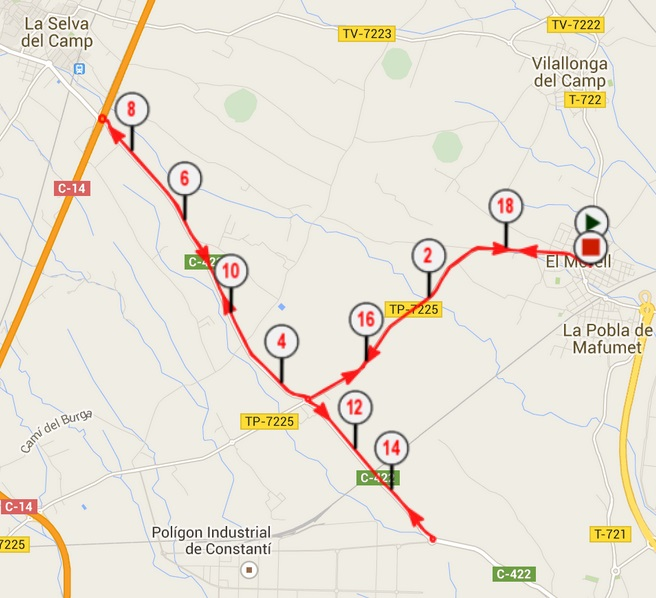 La Selva
del Camp
TV-7223
TV-7222
Vilallonga
del Camp
T-722
8
C-14
6
18
C-422
10
2
El Morell
TP-7225
16
La Pobla de
Mafumet
4
12
TP-7225
Camí del Burga
14
C-422
C-14
7225
Polígon Industrial
de Constantí
T-721
C-422